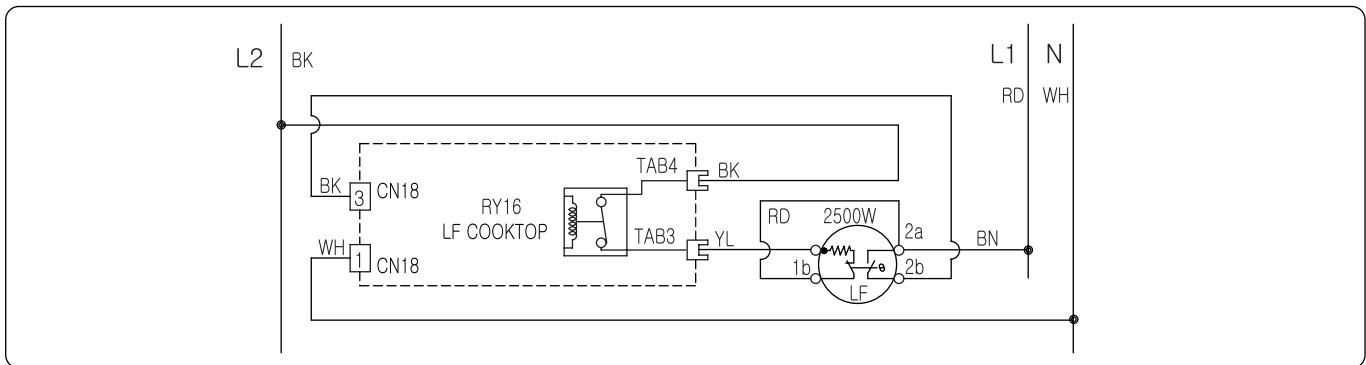 L2
BK
L1
N
RD
WH
TAB4
BK
BK
3
CN18
RY16
LF COOKTOP
RD
2500W
2a
TAB3
YL
BN
WH
1
CN18
1b
θ
2b
LF